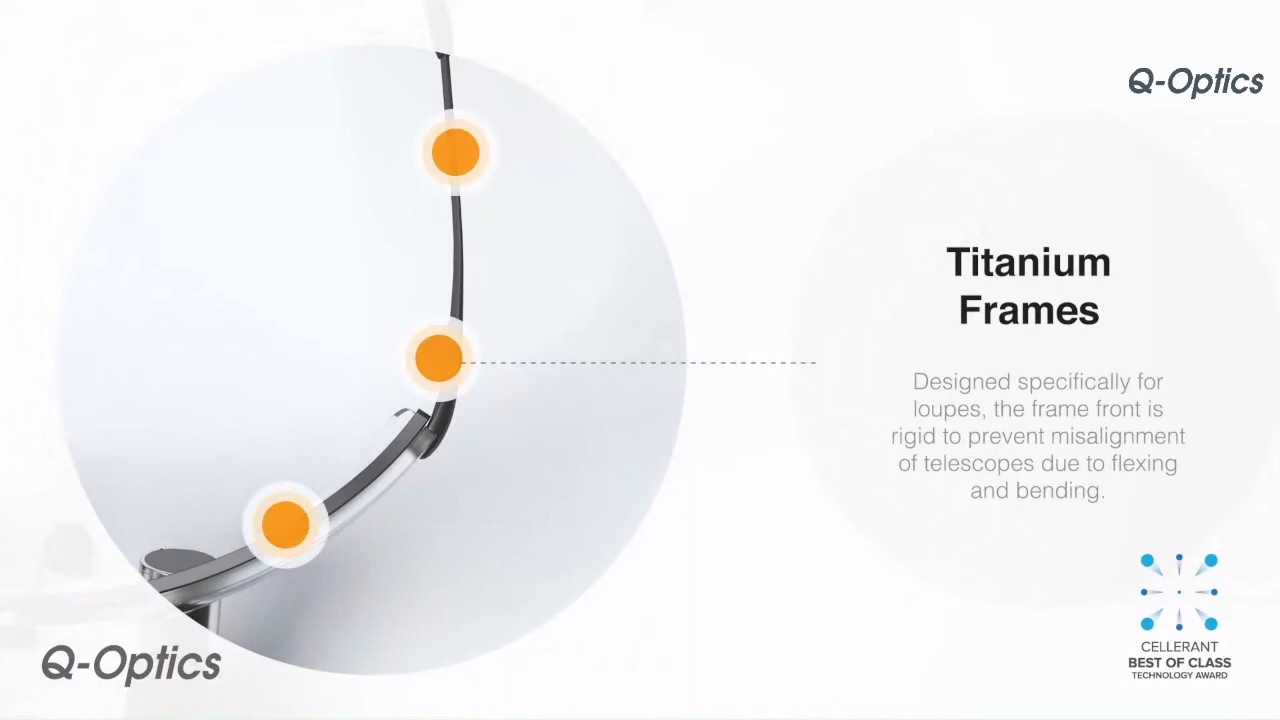 Q-Optics
Titanium
Frames
Designed specifically for
loupes, the frame front is
rigid to prevent misalignment
of telescopes due to flexing
and bending.
CELLERANT
BEST OF CLASS
TECHNOLOGY AWARD
Q-Optics